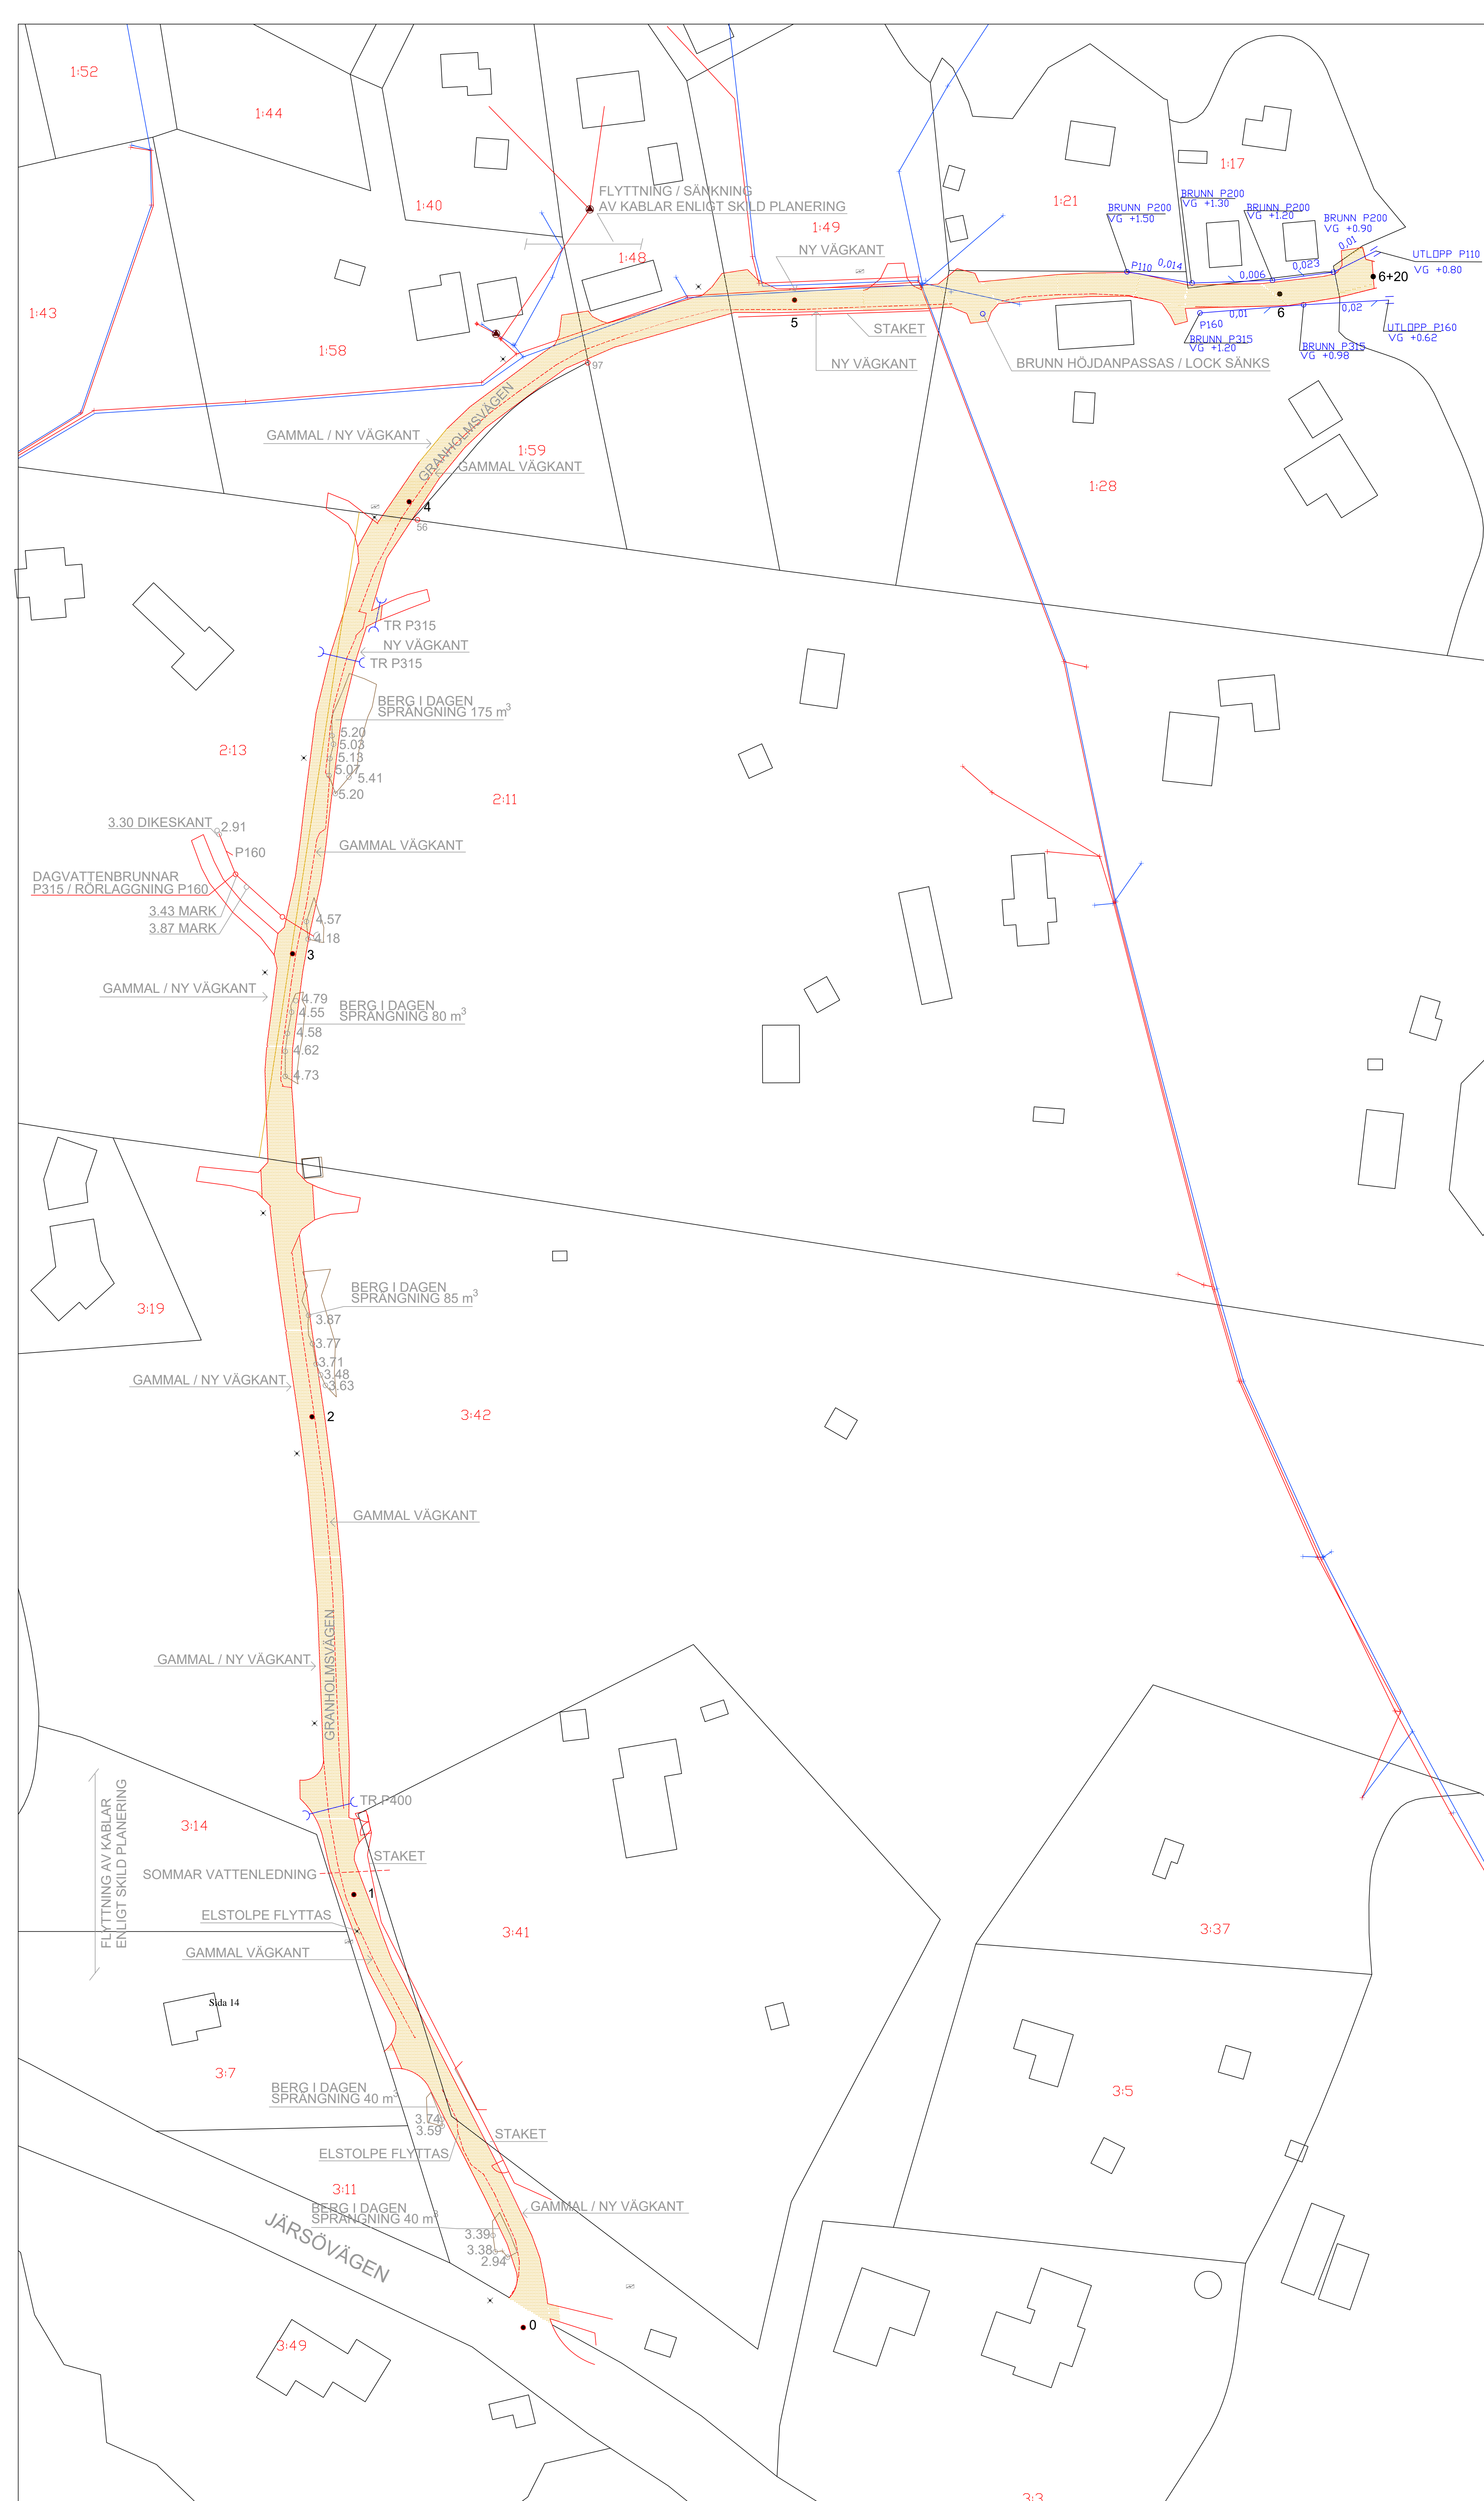 1:52
1:44
1:17
1:40
FLYTTNING / SÄNKNING
AV KABLAR ENLIGT SKILD PLANERING
1:21
BRUNN P200
VG +1.50
BRUNN P200
VG +1.30
BRUNN P200
VG +1.20
BRUNN P200
VG +0.90
0,01
UTLOPP P110
VG +0.80
1:49
NY VÄGKANT
1:48
P110 0,014
0,006
0,023
6+20
1:43
1:58
5
STAKET
NY VÄGKANT
6
0,01
0,02
P160
BRUNN P315
VG +1.20
BRUNN P315
VG +0.98
UTLOPP P160
VG +0.62
BRUNN HÖJDANPASSAS / LOCK SÄNKS
97
GRANHOLMSVÄGEN
GAMMAL / NY VÄGKANT
1:59
GAMMAL VÄGKANT
1:28
4
56
TR P315
NY VÄGKANT
TR P315
BERG I DAGEN
SPRÄNGNING 175 m3
5.20
5.03
5.13
5.07
5.41
5.20
2:13
2:11
3.30 DIKESKANT
2.91
P160
GAMMAL VÄGKANT
DAGVATTENBRUNNAR
P315 / RÖRLÄGGNING P160
3.43 MARK
3.87 MARK
4.57
4.18
3
GAMMAL / NY VÄGKANT
4.79
4.55
4.58
4.62
4.73
BERG I DAGEN
SPRÄNGNING 80 m3
3:19
BERG I DAGEN
SPRÄNGNING 85 m3
3.87
3.77
3.71
3.48
3.63
GAMMAL / NY VÄGKANT
2
3:42
GAMMAL VÄGKANT
GRANHOLMSVÄGEN
GAMMAL / NY VÄGKANT
FLYTTNING AV KABLAR
ENLIGT SKILD PLANERING
3:14
TR P400
STAKET
SOMMAR VATTENLEDNING
1
ELSTOLPE FLYTTAS
GAMMAL VÄGKANT
3:41
3:37
Sida 14
3:7
BERG I DAGEN
SPRÄNGNING 40 m3
3.74
3.59
3:5
STAKET
ELSTOLPE FLYTTAS
3:11
BERG I DAGEN
SPRÄNGNING 40 m3
GAMMAL / NY VÄGKANT
3.39
3.38
2.94
JÄRSÖVÄGEN
0
3:49
3:3